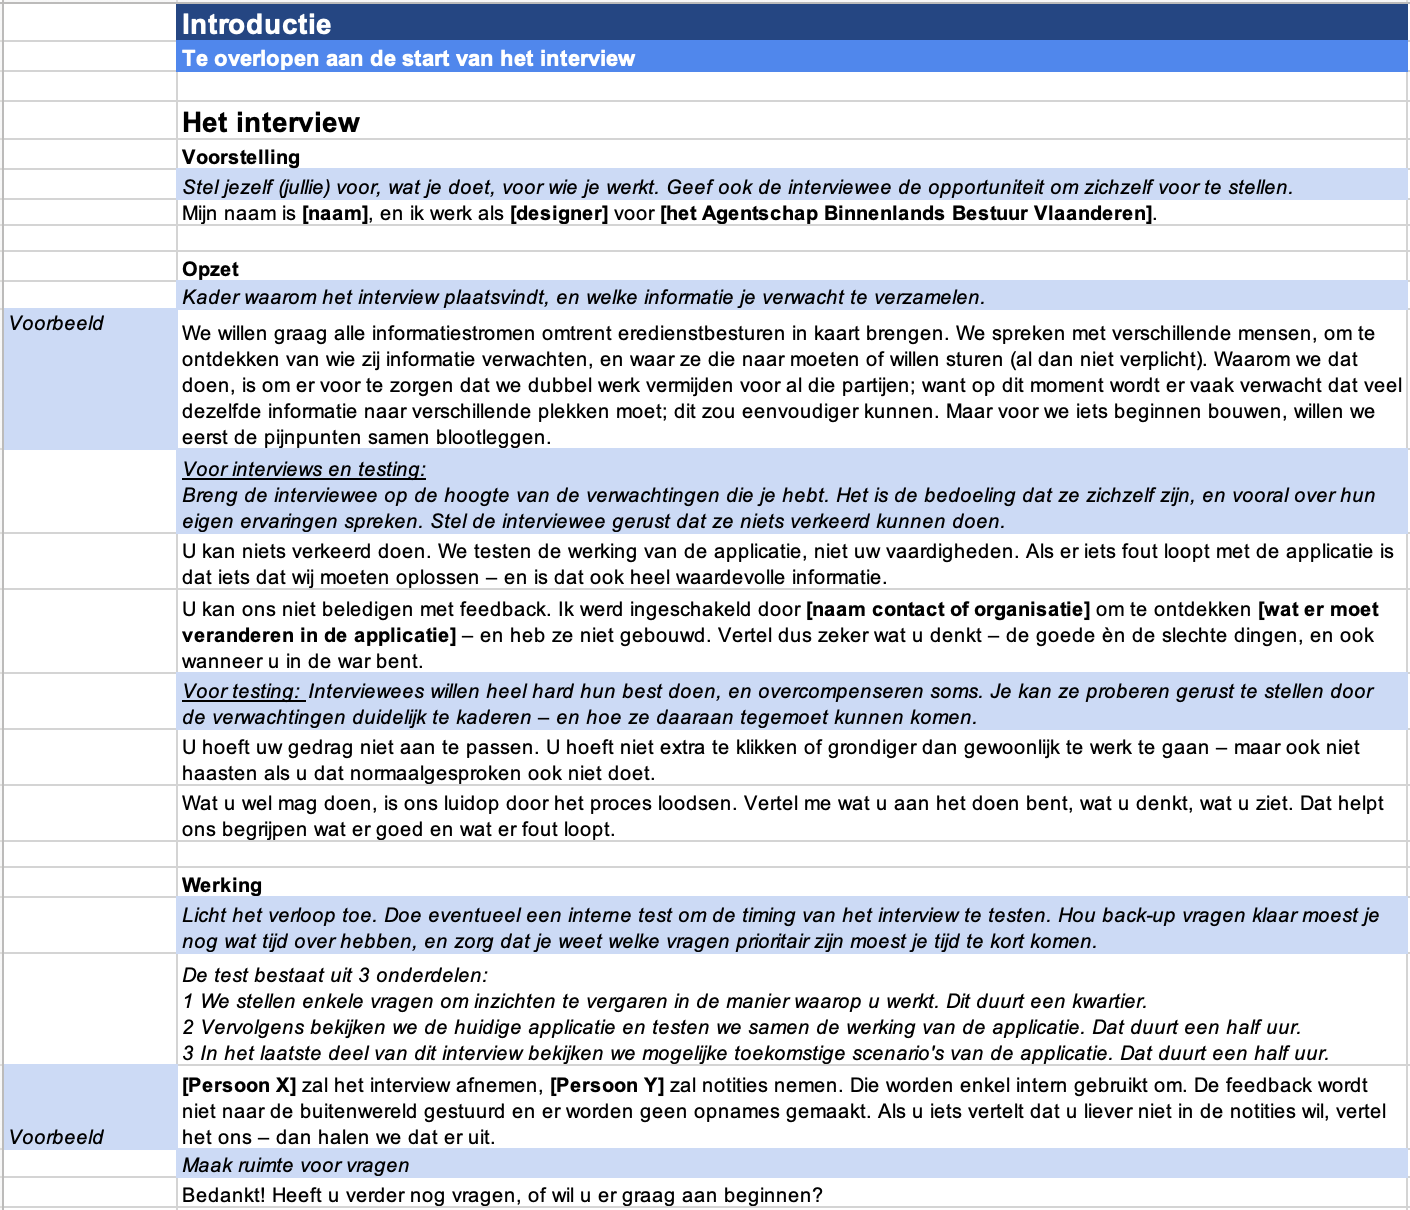 Introductie
Te overlopen aan de start van het interview
Het interview
Voorstelling
Stel jezelf (jullie) voor, wat je doet, voor wie je werkt. Geef ook de interviewee de opportuniteit om zichzelf voor te stellen.
Mijn naam is [naam], en ik werk als [designer] voor [het Agentschap Binnenlands Bestuur Vlaanderen].
Opzet
Kader waarom het interview plaatsvindt, en welke informatie je verwacht te verzamelen.
Voorbeeld
We willen graag alle informatiestromen omtrent eredienstbesturen in kaart brengen. We spreken met verschillende mensen, om te
ontdekken van wie zij informatie verwachten, en waar ze die naar moeten of willen sturen (al dan niet verplicht). Waarom we dat
doen, is om er voor te zorgen dat we dubbel werk vermijden voor al die partijen; want op dit moment wordt er vaak verwacht dat veel
dezelfde informatie naar verschillende plekken moet; dit zou eenvoudiger kunnen. Maar voor we iets beginnen bouwen, willen we
eerst de pijnpunten samen blootleggen.
Voor interviews en testing:
Breng de interviewee op de hoogte van de verwachtingen die je hebt. Het is de bedoeling dat ze zichzelf zijn, en vooral over hun
eigen ervaringen spreken. Stel de interviewee gerust dat ze niets verkeerd kunnen doen.
U kan niets verkeerd doen. We testen de werking van de applicatie, niet uw vaardigheden. Als er iets fout loopt met de applicatie is
dat iets dat wij moeten oplossen – en is dat ook heel waardevolle informatie.
U kan ons niet beledigen met feedback. Ik werd ingeschakeld door [naam contact of organisatie] om te ontdekken [wat er moet
veranderen in de applicatie] – en heb ze niet gebouwd. Vertel dus zeker wat u denkt – de goede èn de slechte dingen, en ook
wanneer u in de war bent.
Voor testing: Interviewees willen heel hard hun best doen, en overcompenseren soms. Je kan ze proberen gerust te stellen door
de verwachtingen duidelijk te kaderen – en hoe ze daaraan tegemoet kunnen komen.
U hoeft uw gedrag niet aan te passen. U hoeft niet extra te klikken of grondiger dan gewoonlijk te werk te gaan – maar ook niet
haasten als u dat normaalgesproken ook niet doet.
Wat u wel mag doen, is ons luidop door het proces loodsen. Vertel me wat u aan het doen bent, wat u denkt, wat u ziet. Dat helpt
ons begrijpen wat er goed en wat er fout loopt.
Werking
Licht het verloop toe. Doe eventueel een interne test om de timing van het interview te testen. Hou back-up vragen klaar moest je
nog wat tijd over hebben, en zorg dat je weet welke vragen prioritair zijn moest je tijd te kort komen.
De test bestaat uit 3 onderdelen:
1 We stellen enkele vragen om inzichten te vergaren in de manier waarop u werkt. Dit duurt een kwartier.
2 Vervolgens bekijken we de huidige applicatie en testen we samen de werking van de applicatie. Dat duurt een half uur.
3 In het laatste deel van dit interview bekijken we mogelijke toekomstige scenario's van de applicatie. Dat duurt een half uur.
[Persoon X] zal het interview afnemen, [Persoon Y] zal notities nemen. Die worden enkel intern gebruikt om. De feedback wordt
niet naar de buitenwereld gestuurd en er worden geen opnames gemaakt. Als u iets vertelt dat u liever niet in de notities wil, vertel
Voorbeeld
het ons – dan halen we dat er uit.
Maak ruimte voor vragen
Bedankt! Heeft u verder nog vragen, of wil u er graag aan beginnen?